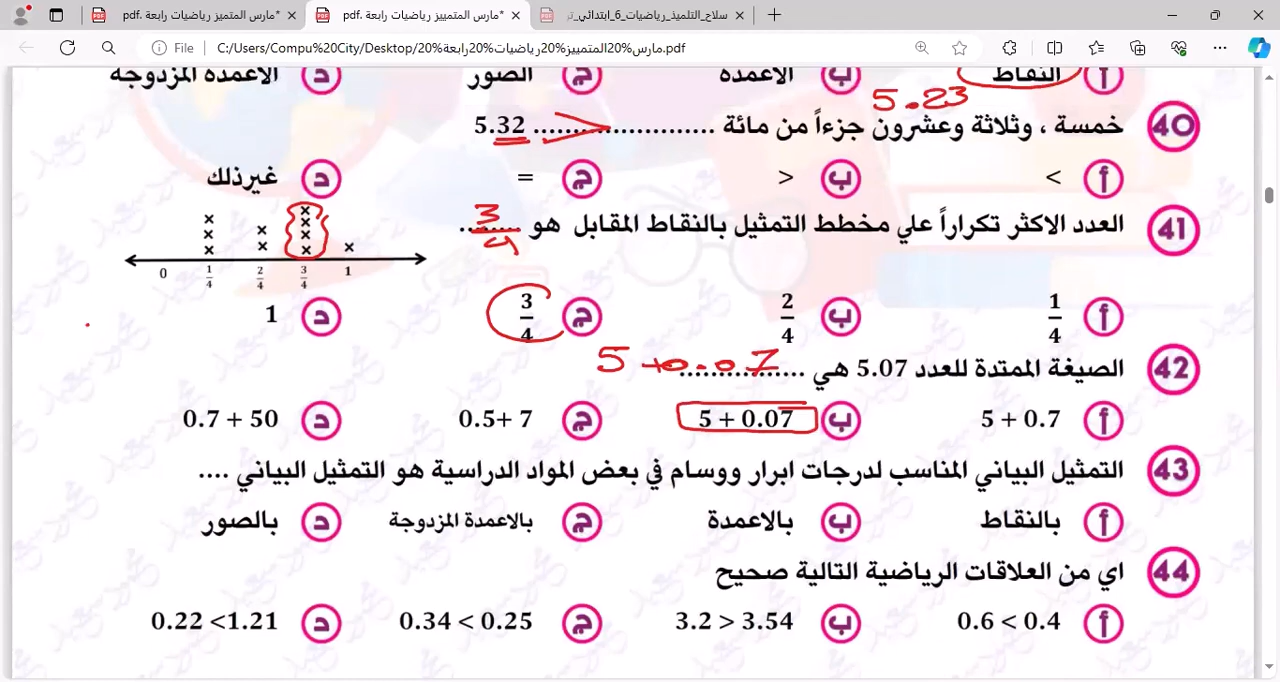 مارس المتميز رياضيات رابعة .pdf
*مارس المتمييز رياضيات رابعة .pdf
سلاح_التلميذ_رياضيات_6_ابتدائي_تر
File C:/Users/Compu%20City/Desktop/مارس%20المتمييز%20رياضيات%20رابعة%20.pdf
أ النقاط ب الاعمدة ج الصور د الاعمدة المزدوجة
5.23
40 خمسة ، وثلاثة وعشرون جزءاً من مائة ........................ 5.32
أ < ب > ج = د غيرذلك
41 العدد الاكثر تكراراً علي مخطط التمثيل بالنقاط المقابل هو ........ 3/4
0 1/4 2/4 3/4 1
أ 1/4 ب 2/4 ج 3/4 د 1
5 + 0.07
42 الصيغة الممتدة للعدد 5.07 هي ................
أ 5 + 0.7 ب 5 + 0.07 ج 0.5+ 7 د 0.7 + 50
43 التمثيل البياني المناسب لدرجات ابرار ووسام في بعض المواد الدراسية هو التمثيل البياني ....
أ بالنقاط ب بالاعمدة ج بالاعمدة المزدوجة د بالصور
44 اي من العلاقات الرياضية التالية صحيح
أ 0.6 < 0.4 ب 3.2 > 3.54 ج 0.34 < 0.25 د 0.22 <1.21